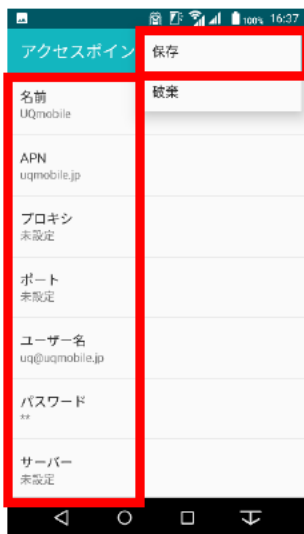 100% 16:37
アクセスポイン
保存
破棄
名前
UQmobile
APN
uqmobile.jp
プロキシ
未設定
ポート
未設定
ユーザー名
uq@uqmobile.jp
パスワード
**
サーバー
未設定